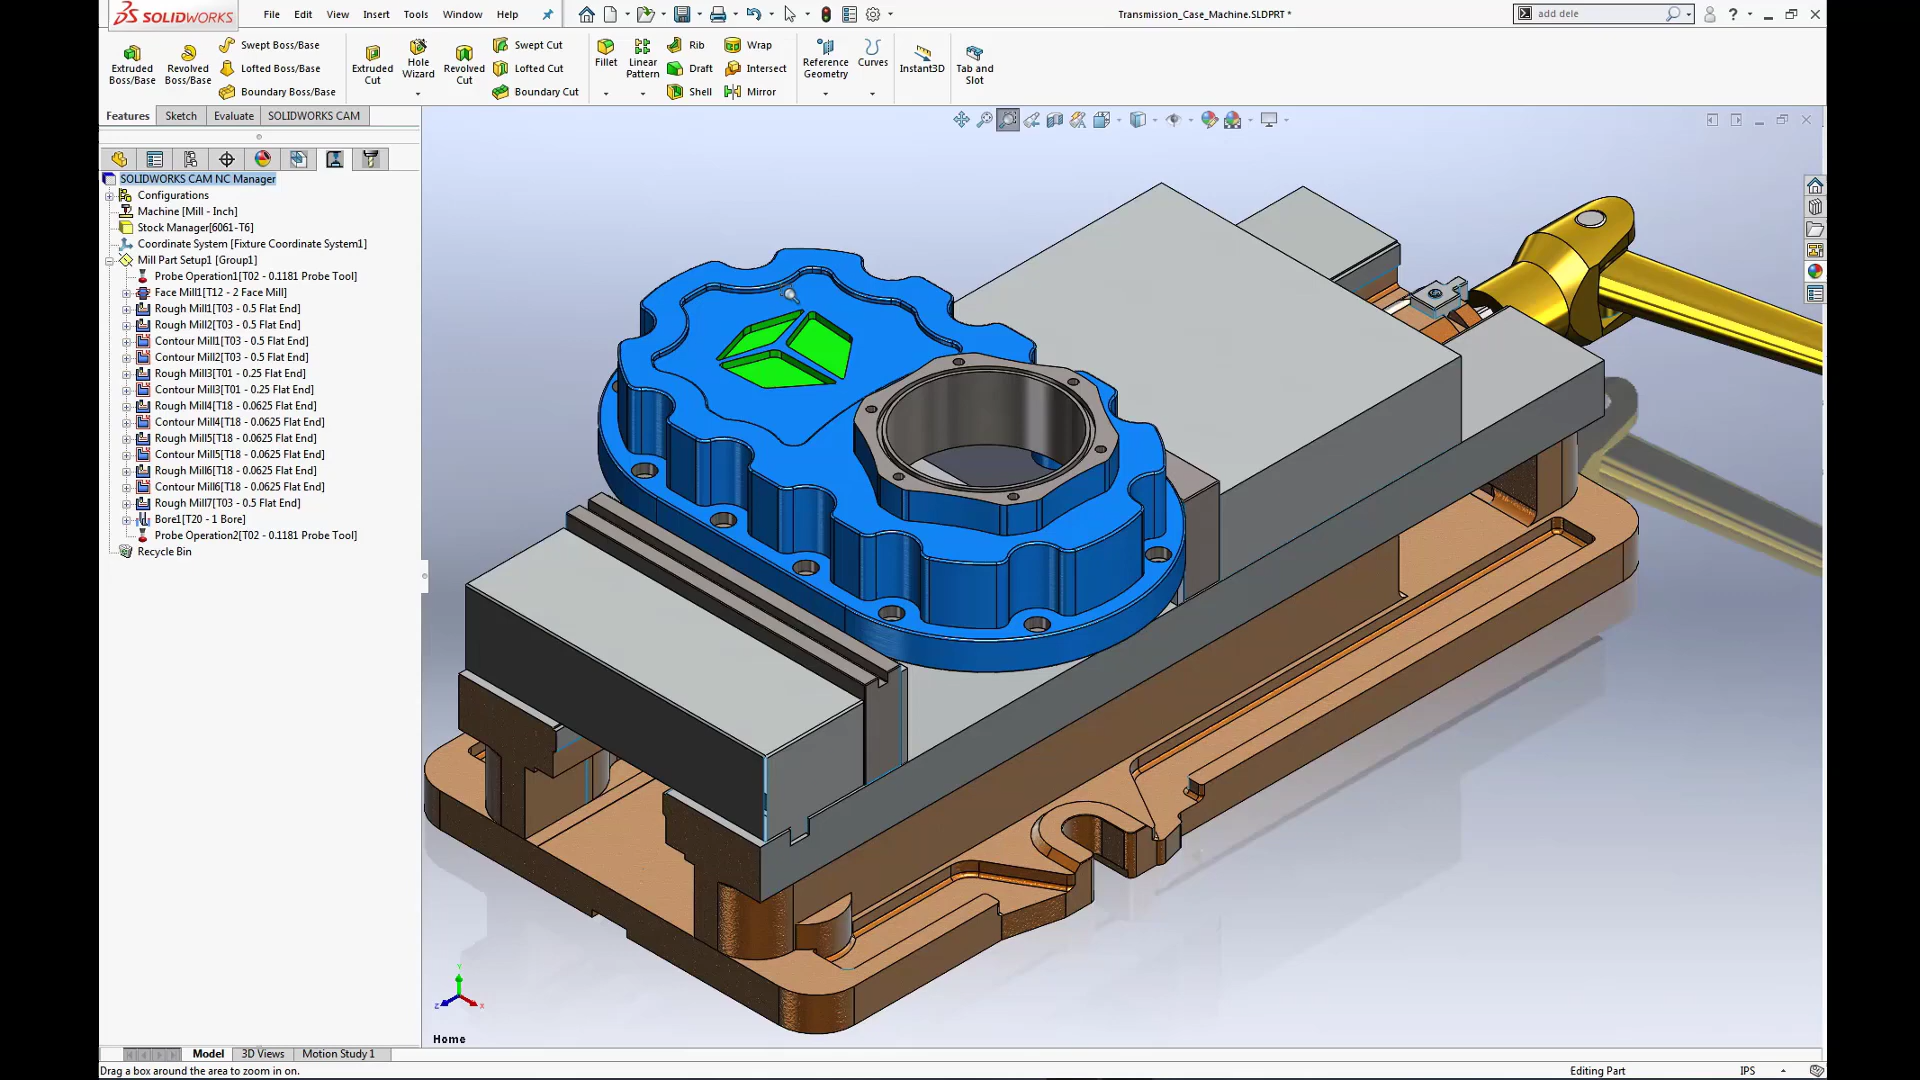 SOLIDWORKS
File Edit View Insert Tools Window Help
Transmission_Case_Machine.SLDPRT *
add dele
Extruded Boss/Base
Revolved Boss/Base
Swept Boss/Base
Lofted Boss/Base
Boundary Boss/Base
Extruded Cut
Hole Wizard
Revolved Cut
Swept Cut
Lofted Cut
Boundary Cut
Fillet
Linear Pattern
Rib
Draft
Shell
Wrap
Intersect
Mirror
Reference Geometry
Curves
Instant3D
Tab and Slot
Features Sketch Evaluate SOLIDWORKS CAM
SOLIDWORKS CAM NC Manager
Configurations
Machine [Mill - Inch]
Stock Manager[6061-T6]
Coordinate System [Fixture Coordinate System1]
Mill Part Setup1 [Group1]
Probe Operation1[T02 - 0.1181 Probe Tool]
Face Mill1[T12 - 2 Face Mill]
Rough Mill1[T03 - 0.5 Flat End]
Rough Mill2[T03 - 0.5 Flat End]
Contour Mill1[T03 - 0.5 Flat End]
Contour Mill2[T03 - 0.5 Flat End]
Rough Mill3[T01 - 0.25 Flat End]
Contour Mill3[T01 - 0.25 Flat End]
Rough Mill4[T18 - 0.0625 Flat End]
Contour Mill4[T18 - 0.0625 Flat End]
Rough Mill5[T18 - 0.0625 Flat End]
Contour Mill5[T18 - 0.0625 Flat End]
Rough Mill6[T18 - 0.0625 Flat End]
Contour Mill6[T18 - 0.0625 Flat End]
Rough Mill7[T03 - 0.5 Flat End]
Bore1[T20 - 1 Bore]
Probe Operation2[T02 - 0.1181 Probe Tool]
Recycle Bin
Y
Z X
Home
Model 3D Views Motion Study 1
Drag a box around the area to zoom in on.
Editing Part
IPS